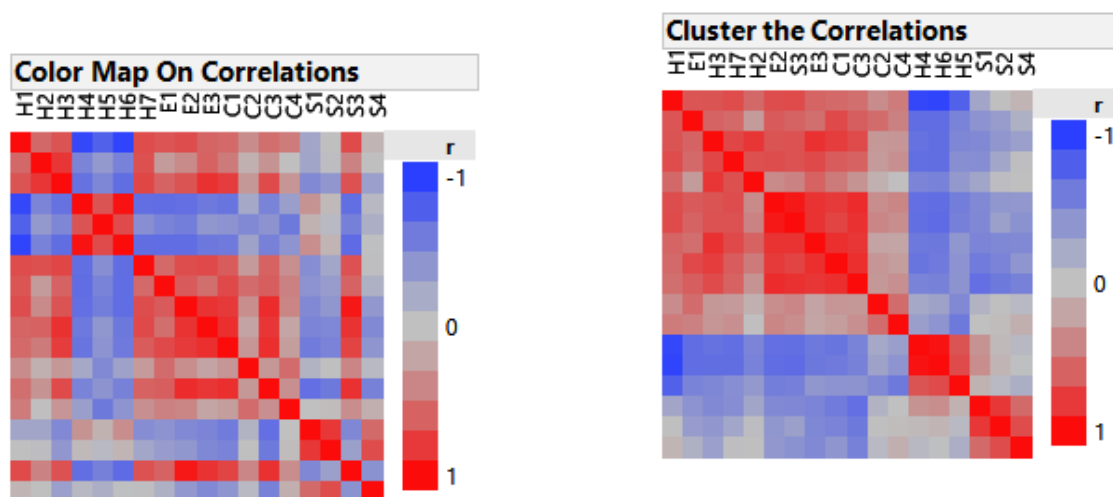 Color Map On Correlations
H1 H2 H3 H4 H5 H6 H7 E1 E2 E3 C1 C2 C3 C4 S1 S2 S3 S4
r
-1
0
1
Cluster the Correlations
H1 E1 H3 H7 H2 E2 S3 E3 C1 C3 C2 C4 H4 H6 H5 S1 S2 S4
r
-1
0
1